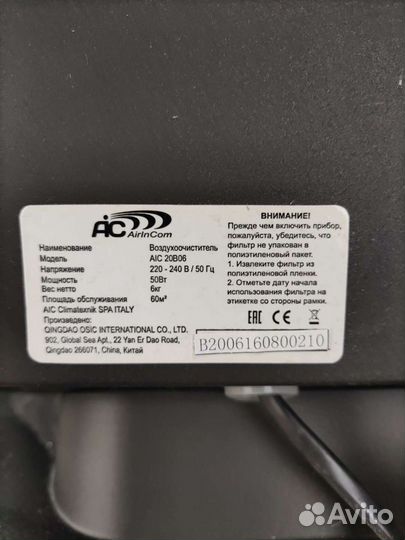 AIC
AirInCom
Наименование Воздухоочиститель
Модель AIC 20B06
Напряжение 220 - 240 В / 50 Гц
Мощность 50Вт
Вес нетто 6кг
Площадь обслуживания 60м²
AIC Climatexnik SPA ITALY
Произведено:
QINGDAO OSIC INTERNATIONAL CO., LTD.
902, Global Sea Apt., 22 Yan Er Dao Road,
Qingdao 266071, China, Китай
ВНИМАНИЕ!
Прежде чем включить прибор,
пожалуйста, убедитесь, что
фильтр не упакован в
полиэтиленовый пакет.
1. Извлеките фильтр из
полиэтиленового пакета.
2. Отметьте дату начала
использования фильтра на
этикетке со стороны рамки.
EAC CE
B2006160800210
Avito